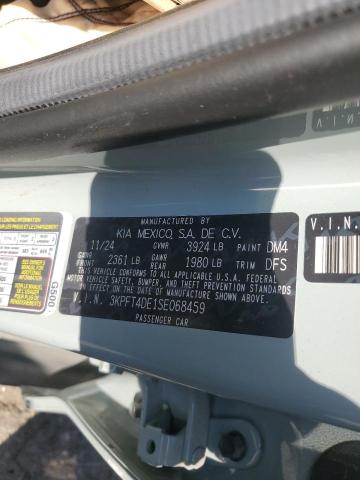 MANUFACTURED BY
KIA MEXICO, S.A. DE C.V.
11/24 GVWR 3924 LB PAINT DM4
GAWR FRONT 2361 LB GAWR REAR 1980 LB TRIM DFS
THIS VEHICLE CONFORMS TO ALL APPLICABLE U.S.A. FEDERAL
MOTOR VEHICLE SAFETY, BUMPER, AND THEFT PREVENTION STANDARDS
IN EFFECT ON THE DATE OF MANUFACTURE SHOWN ABOVE.
V.I.N. 3KPFT4DE1SE068459
PASSENGER CAR
G500
V.I.N.